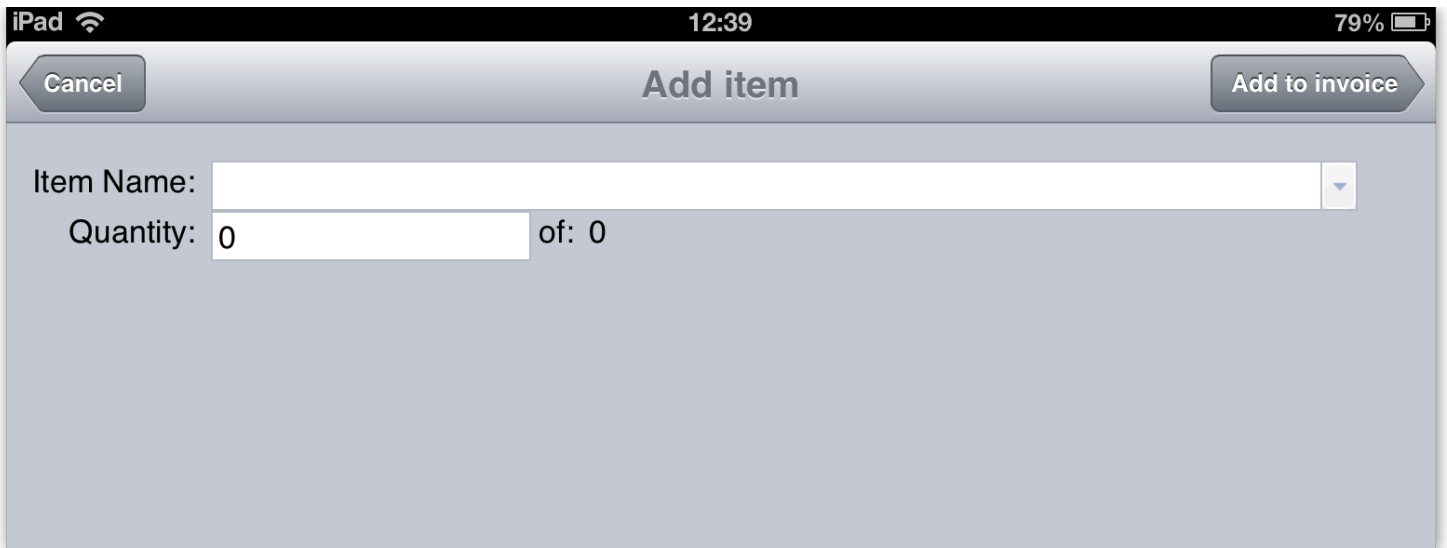 iPad 12:39 79%
Cancel Add item Add to invoice
Item Name:
Quantity: 0 of: 0